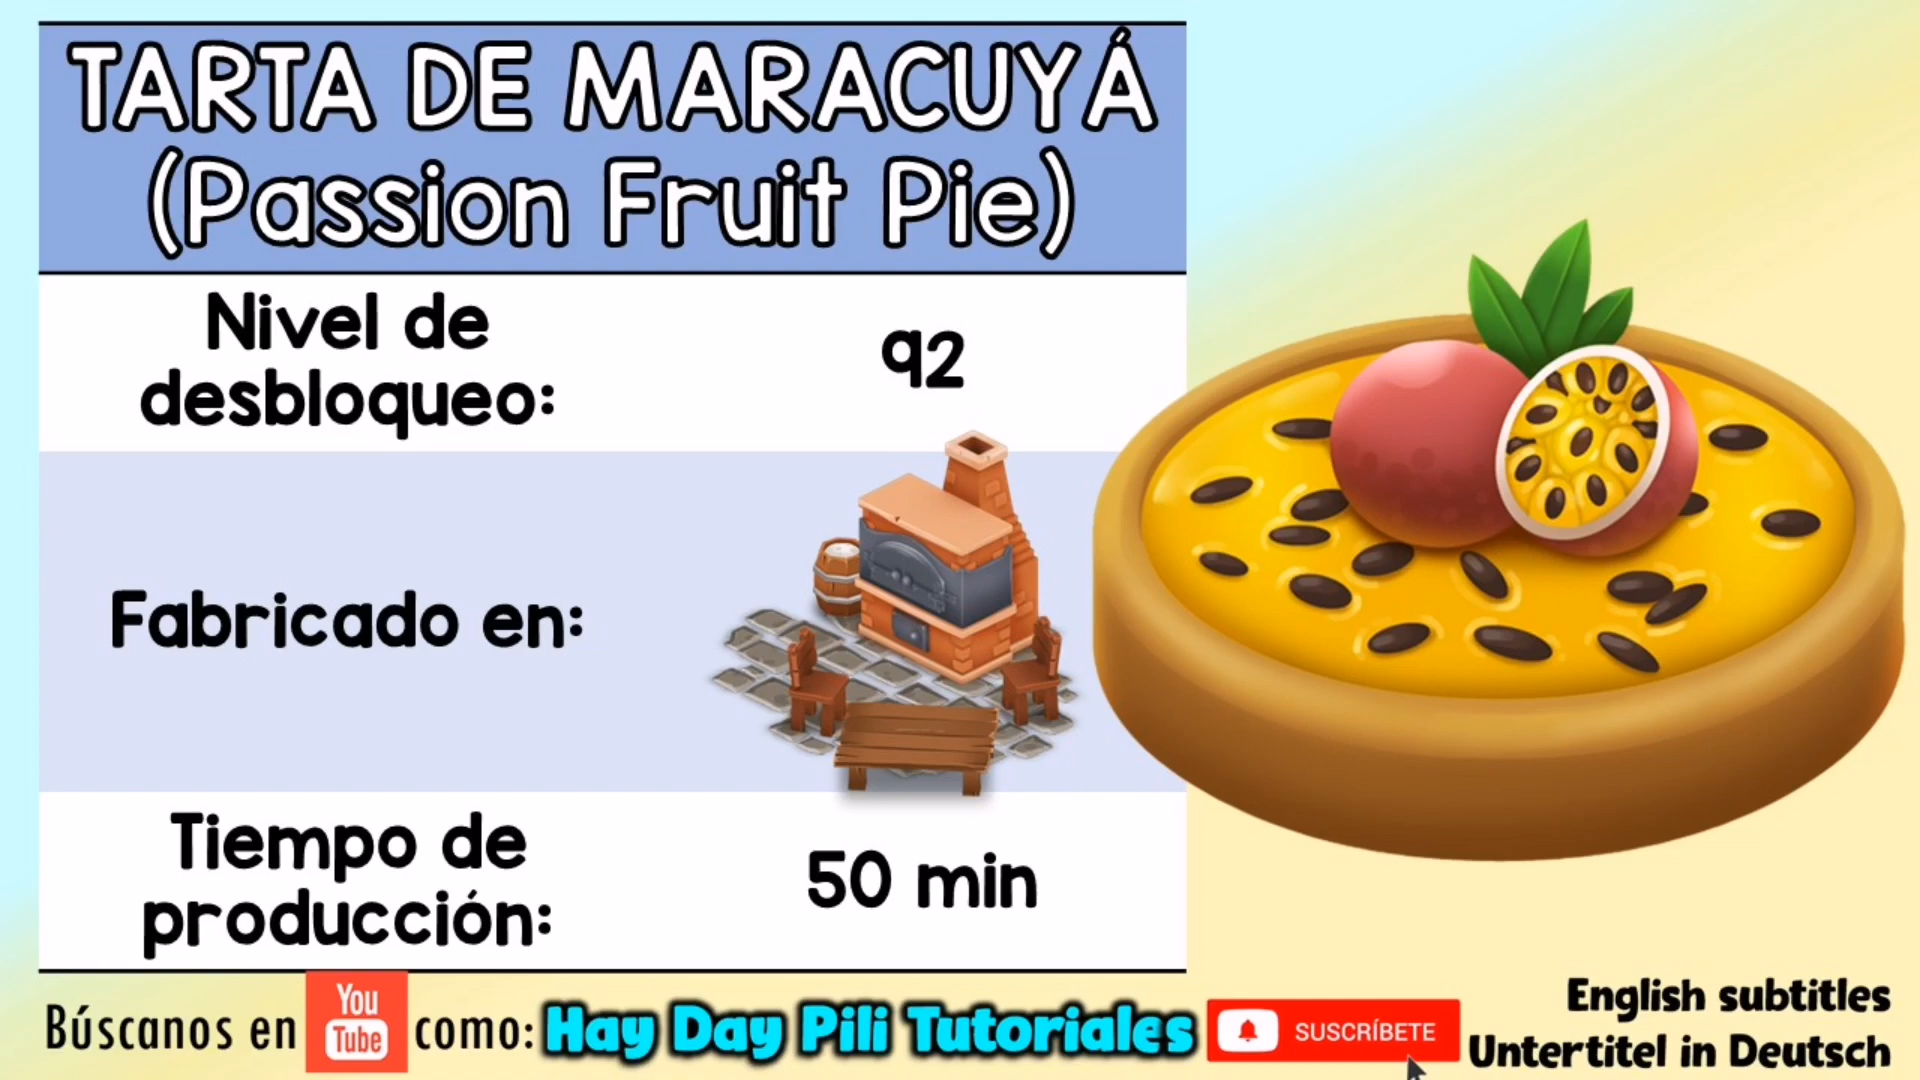 TARTA DE MARACUYÁ
(Passion Fruit Pie)
Nivel de
desbloqueo:
92
Fabricado en:
Tiempo de
producción:
50 min
Búscanos en You Tube como: Hay Day Pili Tutoriales
SUSCRÍBETE
English subtitles
Untertitel in Deutsch